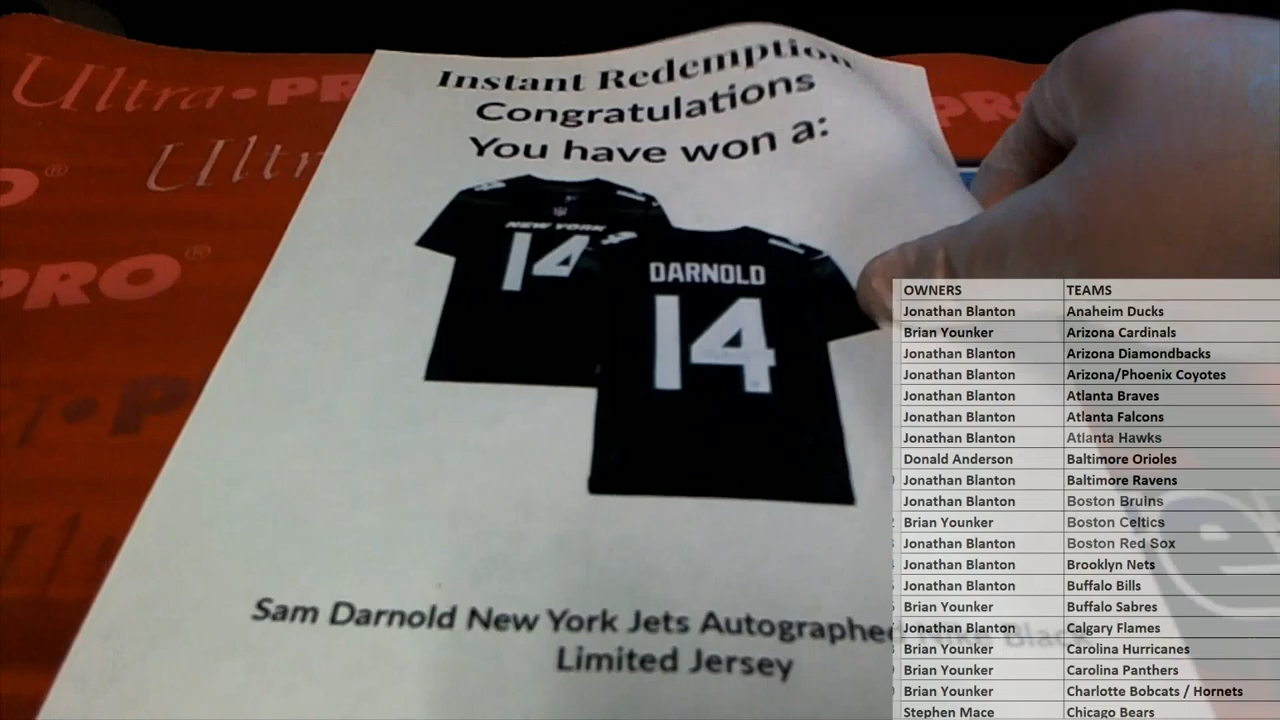 Ultra•PRO
PRO
Ultr
O®
PRO®
Instant Redemption
Congratulations
You have won a:
NEW YORK
14
DARNOLD
14
Sam Darnold New York Jets Autographed Nike Black
Limited Jersey
OWNERS TEAMS
Jonathan Blanton Anaheim Ducks
Brian Younker Arizona Cardinals
Jonathan Blanton Arizona Diamondbacks
Jonathan Blanton Arizona/Phoenix Coyotes
Jonathan Blanton Atlanta Braves
Jonathan Blanton Atlanta Falcons
Jonathan Blanton Atlanta Hawks
Donald Anderson Baltimore Orioles
Jonathan Blanton Baltimore Ravens
Jonathan Blanton Boston Bruins
Brian Younker Boston Celtics
Jonathan Blanton Boston Red Sox
Jonathan Blanton Brooklyn Nets
Jonathan Blanton Buffalo Bills
Brian Younker Buffalo Sabres
Jonathan Blanton Calgary Flames
Brian Younker Carolina Hurricanes
Brian Younker Carolina Panthers
Brian Younker Charlotte Bobcats / Hornets
Stephen Mace Chicago Bears